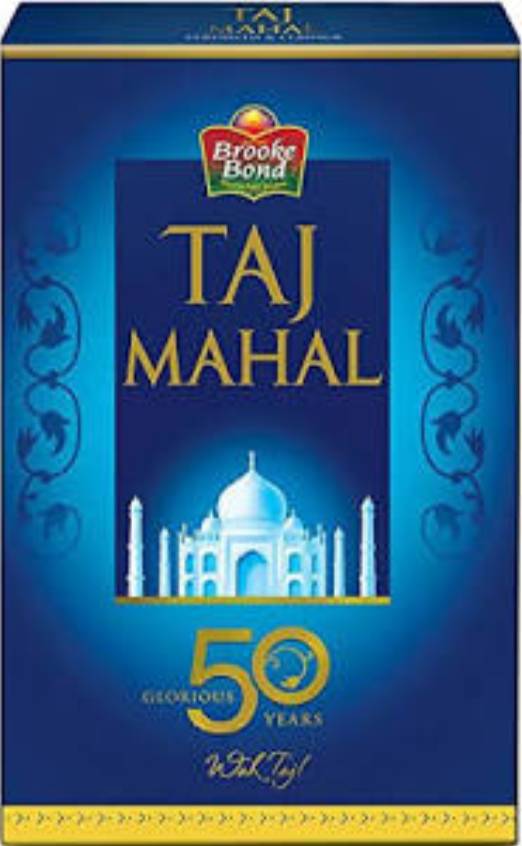 TAJ
MAHAL
Brooke
Bond
TAJ
MAHAL
50
GLORIOUS
YEARS
Wah Taj!